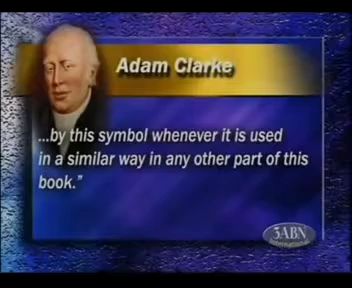 Adam Clarke
...by this symbol whenever it is used
in a similar way in any other part of this
book.”
3ABN
International